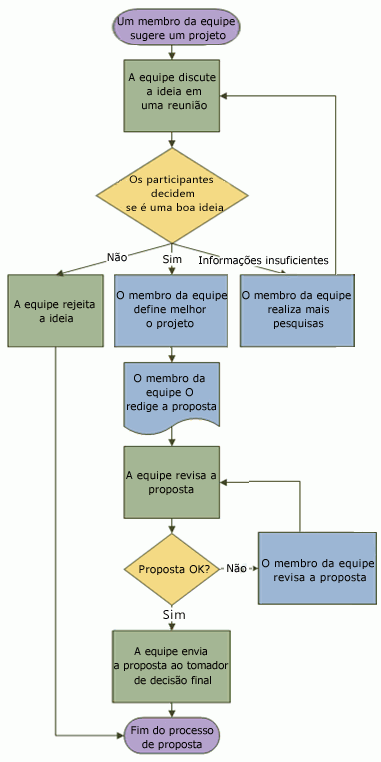 Um membro da equipe
sugere um projeto
A equipe discute
a ideia em
uma reunião
Os participantes
decidem
se é uma boa ideia
Não
Sim
Informações insuficientes
A equipe rejeita
a ideia
O membro da equipe
define melhor
o projeto
O membro da equipe
realiza mais
pesquisas
O membro da
equipe O
redige a proposta
A equipe revisa a
proposta
Proposta OK?
Não
O membro da equipe
revisa a proposta
Sim
A equipe envia
a proposta ao tomador
de decisão final
Fim do processo
de proposta